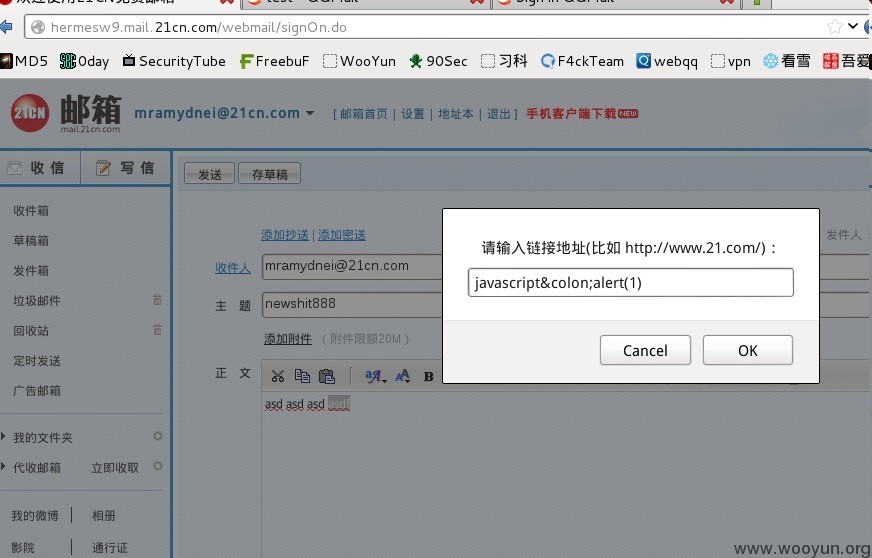 hermesw9.mail.21cn.com/webmail/signOn.do
MD5 0day SecurityTube FreebuF WooYun 90Sec 习科 F4ckTeam webqq vpn 看雪
21CN 邮箱 mail.21cn.com mramydnei@21cn.com [ 邮箱首页 | 设置 | 地址本 | 退出 ] 手机客户端下载 NEW
收 信 写 信
发送 存草稿
收件箱
草稿箱
发件箱
垃圾邮件
回收站
定时发送
广告邮箱
我的文件夹
代收邮箱 立即收取
我的微博 | 相册
影院 | 通行证
添加抄送 | 添加密送
发件人
收件人 mramydnei@21cn.com
主 题 newshit888
添加附件 ( 附件限额20M )
正 文
B
asd asd asd asdf
请输入链接地址(比如 http://www.21.com/) :
javascript&colon;alert(1)
Cancel OK
www.wooyun.org